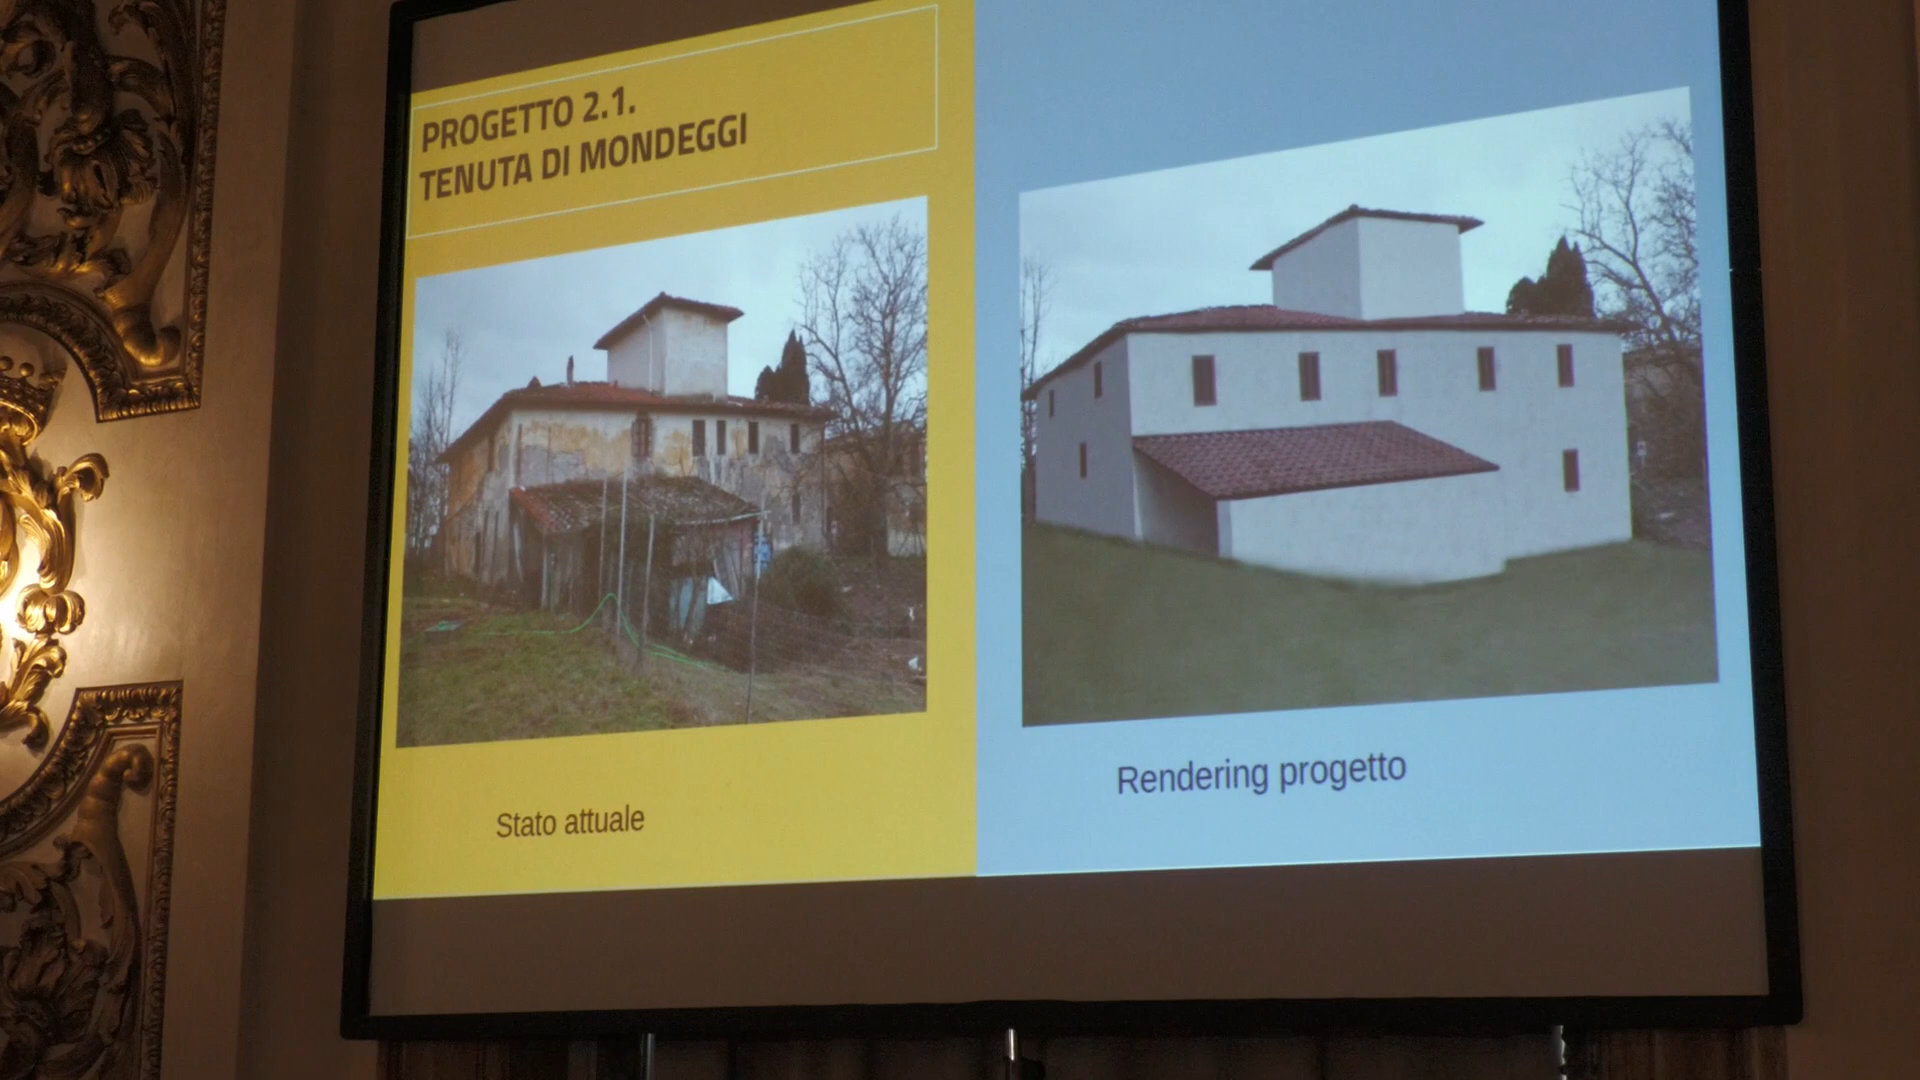 PROGETTO 2.1.
TENUTA DI MONDEGGI
Stato attuale
Rendering progetto